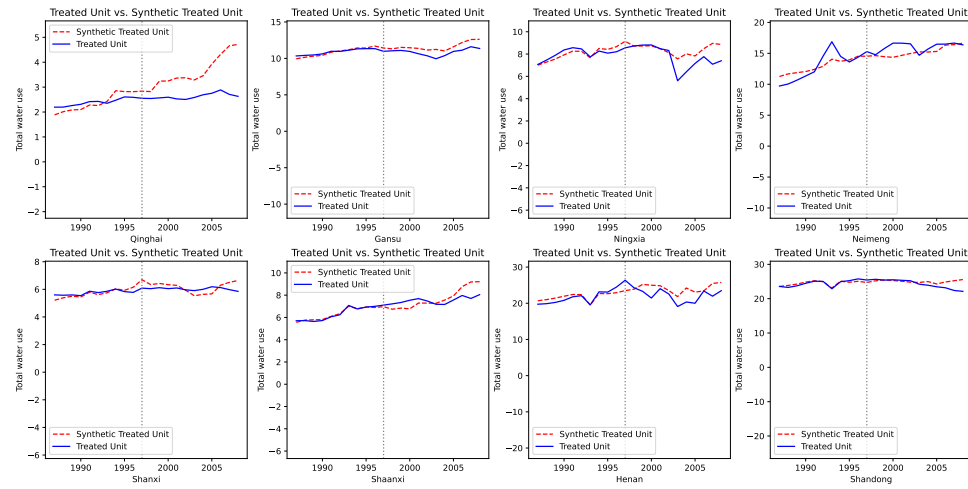 Treated Unit vs. Synthetic Treated Unit
Total water use
5
4
3
2
1
0
−1
−2
Synthetic Treated Unit
Treated Unit
1990 1995 2000 2005
Qinghai
Treated Unit vs. Synthetic Treated Unit
Total water use
15
10
5
0
−5
−10
Synthetic Treated Unit
Treated Unit
1990 1995 2000 2005
Gansu
Treated Unit vs. Synthetic Treated Unit
Total water use
10
8
6
4
2
0
−2
−4
−6
Synthetic Treated Unit
Treated Unit
1990 1995 2000 2005
Ningxia
Treated Unit vs. Synthetic Treated Unit
Total water use
20
15
10
5
0
−5
−10
Synthetic Treated Unit
Treated Unit
1990 1995 2000 2005
Neimeng
Treated Unit vs. Synthetic Treated Unit
Total water use
8
6
4
2
0
−2
−4
−6
Synthetic Treated Unit
Treated Unit
1990 1995 2000 2005
Shanxi
Treated Unit vs. Synthetic Treated Unit
Total water use
10
8
6
4
2
0
−2
−4
−6
Synthetic Treated Unit
Treated Unit
1990 1995 2000 2005
Shaanxi
Treated Unit vs. Synthetic Treated Unit
Total water use
30
20
10
0
−10
−20
Synthetic Treated Unit
Treated Unit
1990 1995 2000 2005
Henan
Treated Unit vs. Synthetic Treated Unit
Total water use
30
20
10
0
−10
−20
Synthetic Treated Unit
Treated Unit
1990 1995 2000 2005
Shandong